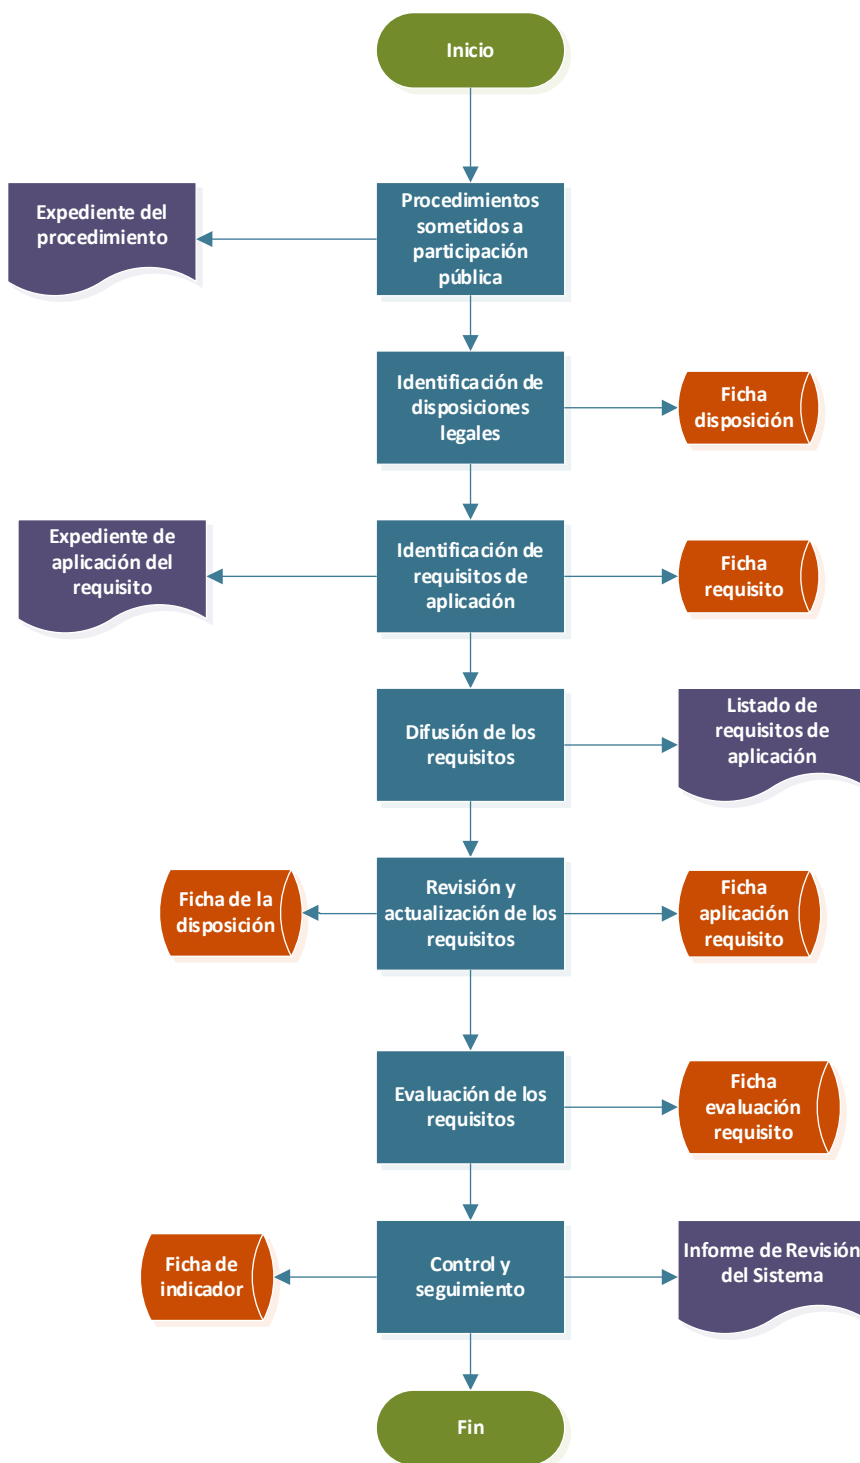 Inicio
Expediente del
procedimiento
Procedimientos
sometidos a
participación
pública
Identificación de
disposiciones
legales
Ficha
disposición
Expediente de
aplicación del
requisito
Identificación de
requisitos de
aplicación
Ficha
requisito
Difusión de los
requisitos
Listado de
requisitos de
aplicación
Ficha de la
disposición
Revisión y
actualización de los
requisitos
Ficha
aplicación
requisito
Evaluación de los
requisitos
Ficha
evaluación
requisito
Ficha de
indicador
Control y
seguimiento
Informe de Revisión
del Sistema
Fin